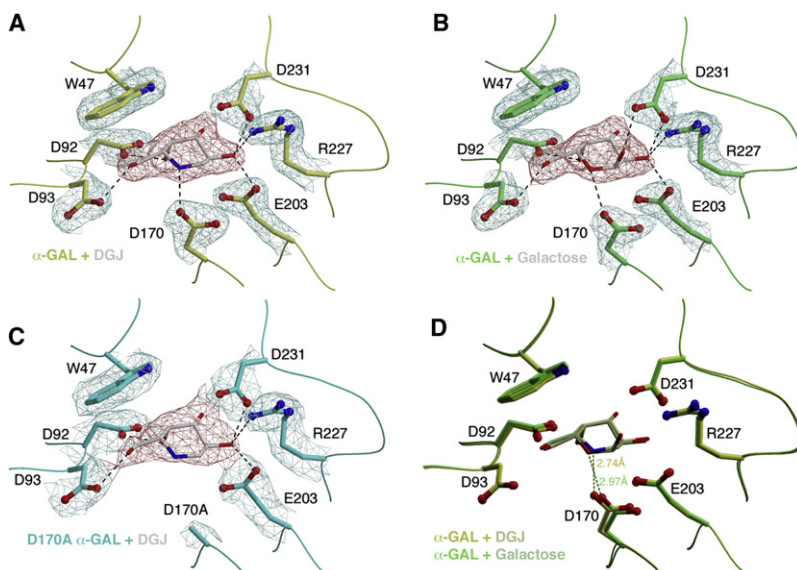 A
W47
D231
D92
R227
D93
E203
D170
α-GAL + DGJ
B
W47
D231
D92
R227
D93
E203
D170
α-GAL + Galactose
C
W47
D231
D92
R227
D93
E203
D170A
D170A α-GAL + DGJ
D
W47
D231
D92
R227
2.74Å
D93
2.97Å
E203
D170
α-GAL + DGJ
α-GAL + Galactose